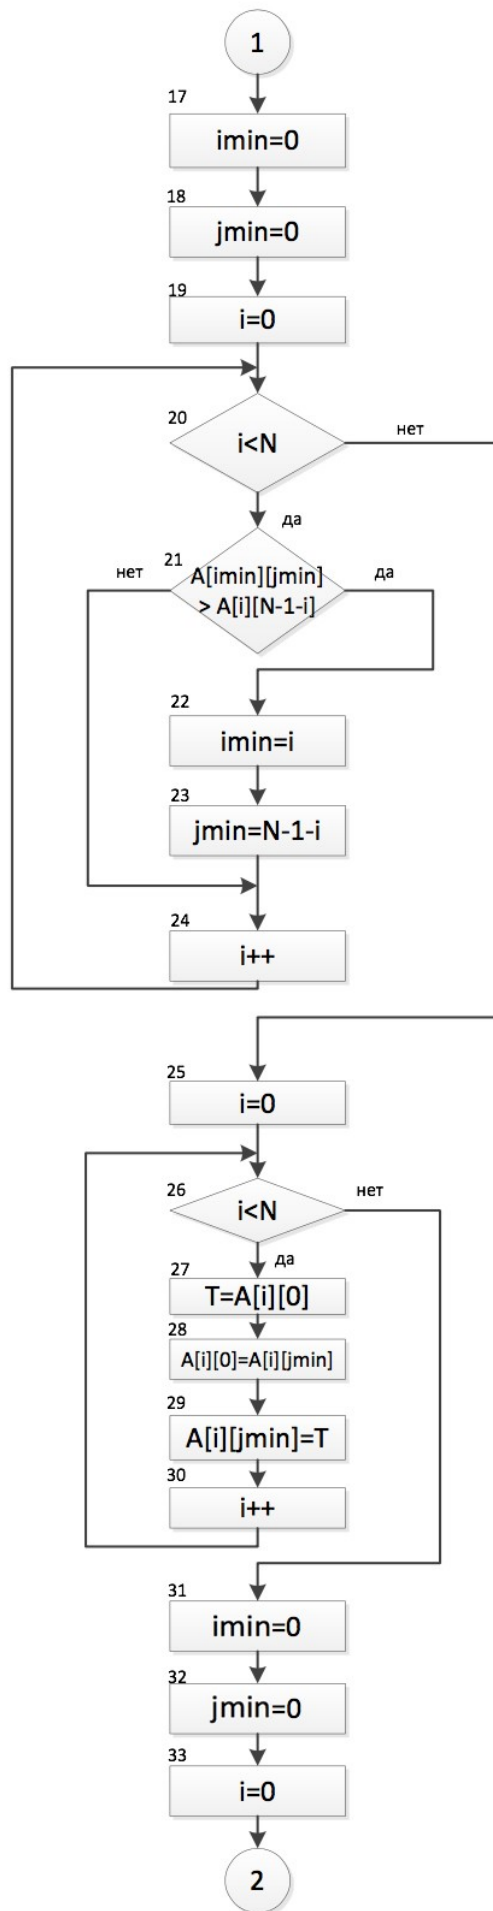 1
17
imin=0
18
jmin=0
19
i=0
20
i<N
нет
да
21
нет
A[imin][jmin]
> A[i][N-1-i]
да
22
imin=i
23
jmin=N-1-i
24
i++
25
i=0
26
i<N
нет
да
27
T=A[i][0]
28
A[i][0]=A[i][jmin]
29
A[i][jmin]=T
30
i++
31
imin=0
32
jmin=0
33
i=0
2